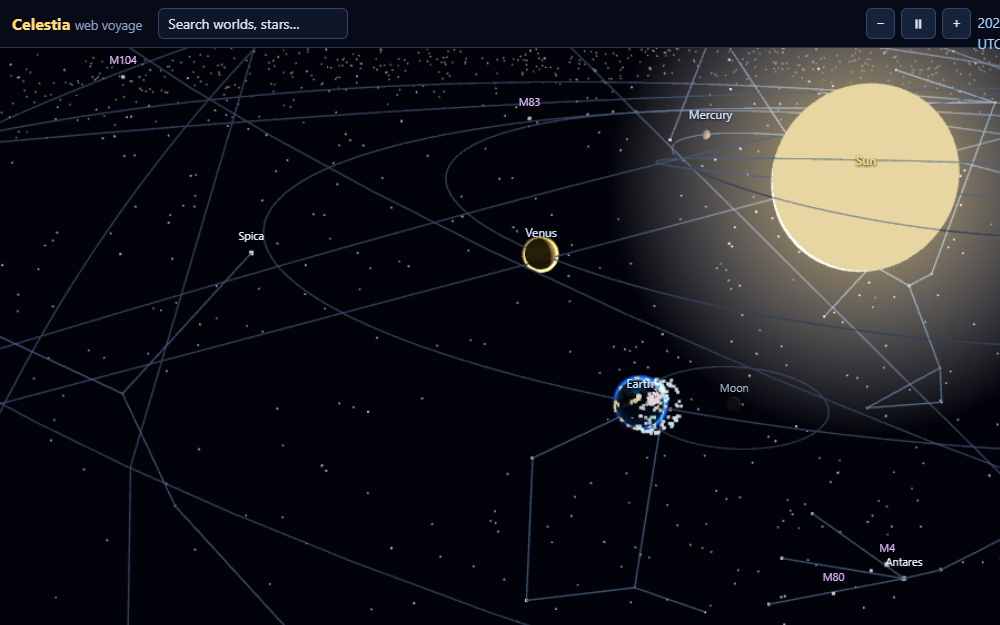 Celestia web voyage
Search worlds, stars...
−
+
202
UTC
M104
M83
Mercury
Sun
Spica
Venus
Earth
Moon
M4
Antares
M80